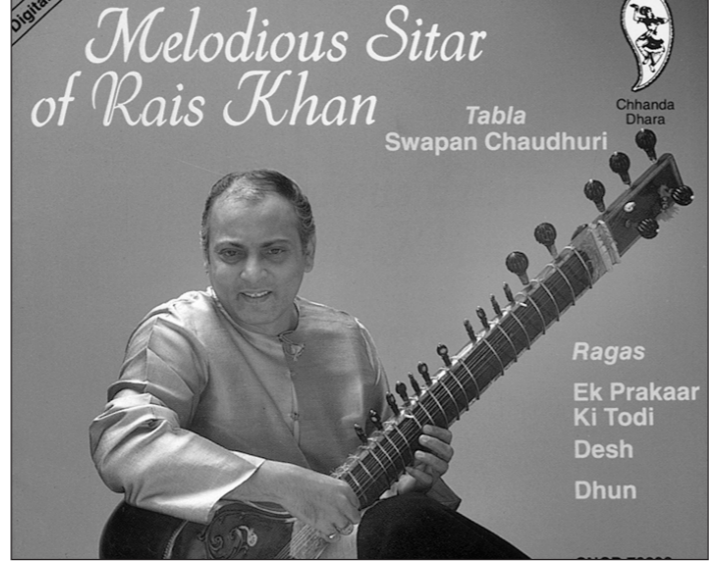 Digital
Melodious Sitar
of Rais Khan
Chhanda
Dhara
Tabla
Swapan Chaudhuri
Ragas
Ek Prakaar
Ki Todi
Desh
Dhun